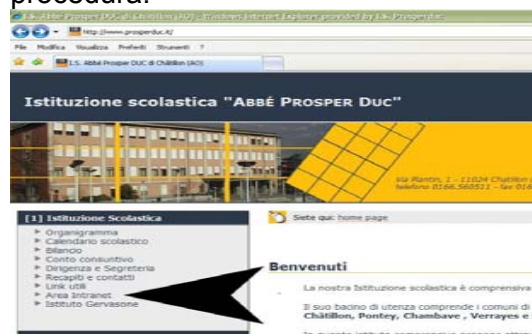 procedura:
I.S. Abbé Prosper DUC di Châtillon (AO) - Windows Internet Explorer provided by I.S. Prosperduc
http://www.prosperduc.it/
File Modifica Visualizza Preferiti Strumenti ?
I.S. Abbé Prosper DUC di Châtillon (AO)
Istituzione scolastica "ABBÉ PROSPER DUC"
Via Plantin, 1 - 11024 Châtillon (
telefono 0166.560511 - fax 016
[1] Istituzione Scolastica
Organigramma
Calendario scolastico
Bilancio
Conto consuntivo
Dirigenza e Segreteria
Recapiti e contatti
Link utili
Area Intranet
Istituto Gervasone
Siete qui: home page
Benvenuti
La nostra Istituzione scolastica è comprensiva
Il suo bacino di utenza comprende i comuni di
Châtillon, Pontey, Chambave , Verrayes e